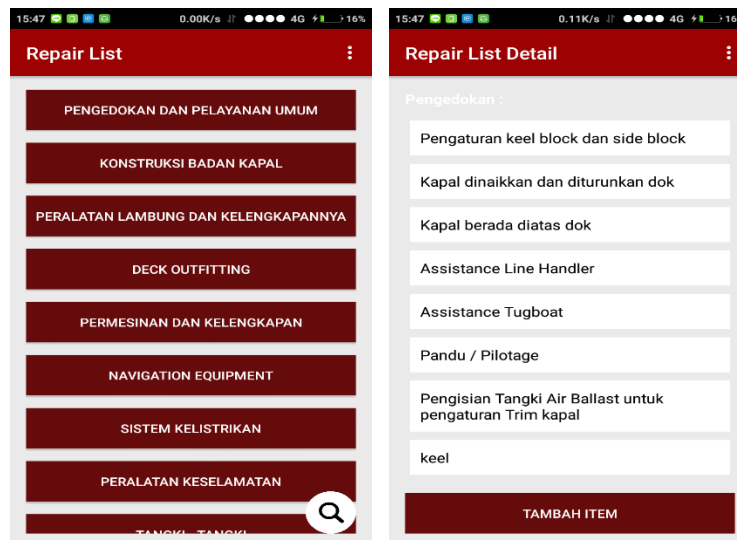 15:47 0.00K/s 4G 16%
Repair List
PENGEDOKAN DAN PELAYANAN UMUM
KONSTRUKSI BADAN KAPAL
PERALATAN LAMBUNG DAN KELENGKAPANNYA
DECK OUTFITTING
PERMESINAN DAN KELENGKAPAN
NAVIGATION EQUIPMENT
SISTEM KELISTRIKAN
PERALATAN KESELAMATAN
TANGKI - TANGKI
15:47 0.11K/s 4G 16
Repair List Detail
Pengedokan :
Pengaturan keel block dan side block
Kapal dinaikkan dan diturunkan dok
Kapal berada diatas dok
Assistance Line Handler
Assistance Tugboat
Pandu / Pilotage
Pengisian Tangki Air Ballast untuk
pengaturan Trim kapal
keel
TAMBAH ITEM